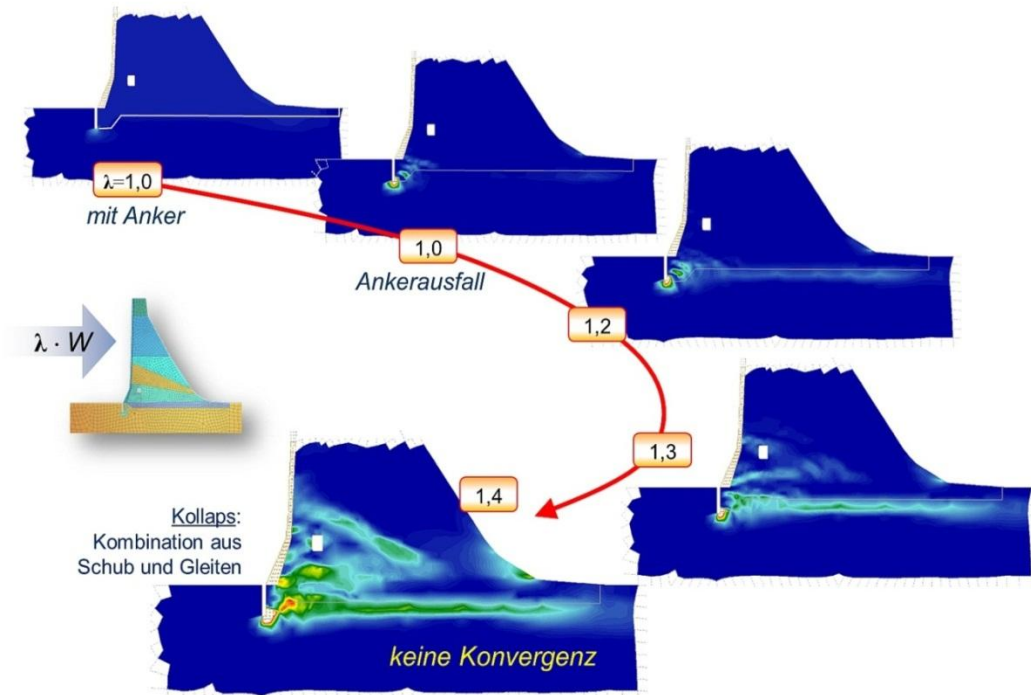 λ=1,0
mit Anker
1,0
Ankerausfall
1,2
λ · W
1,3
1,4
Kollaps:
Kombination aus
Schub und Gleiten
keine Konvergenz